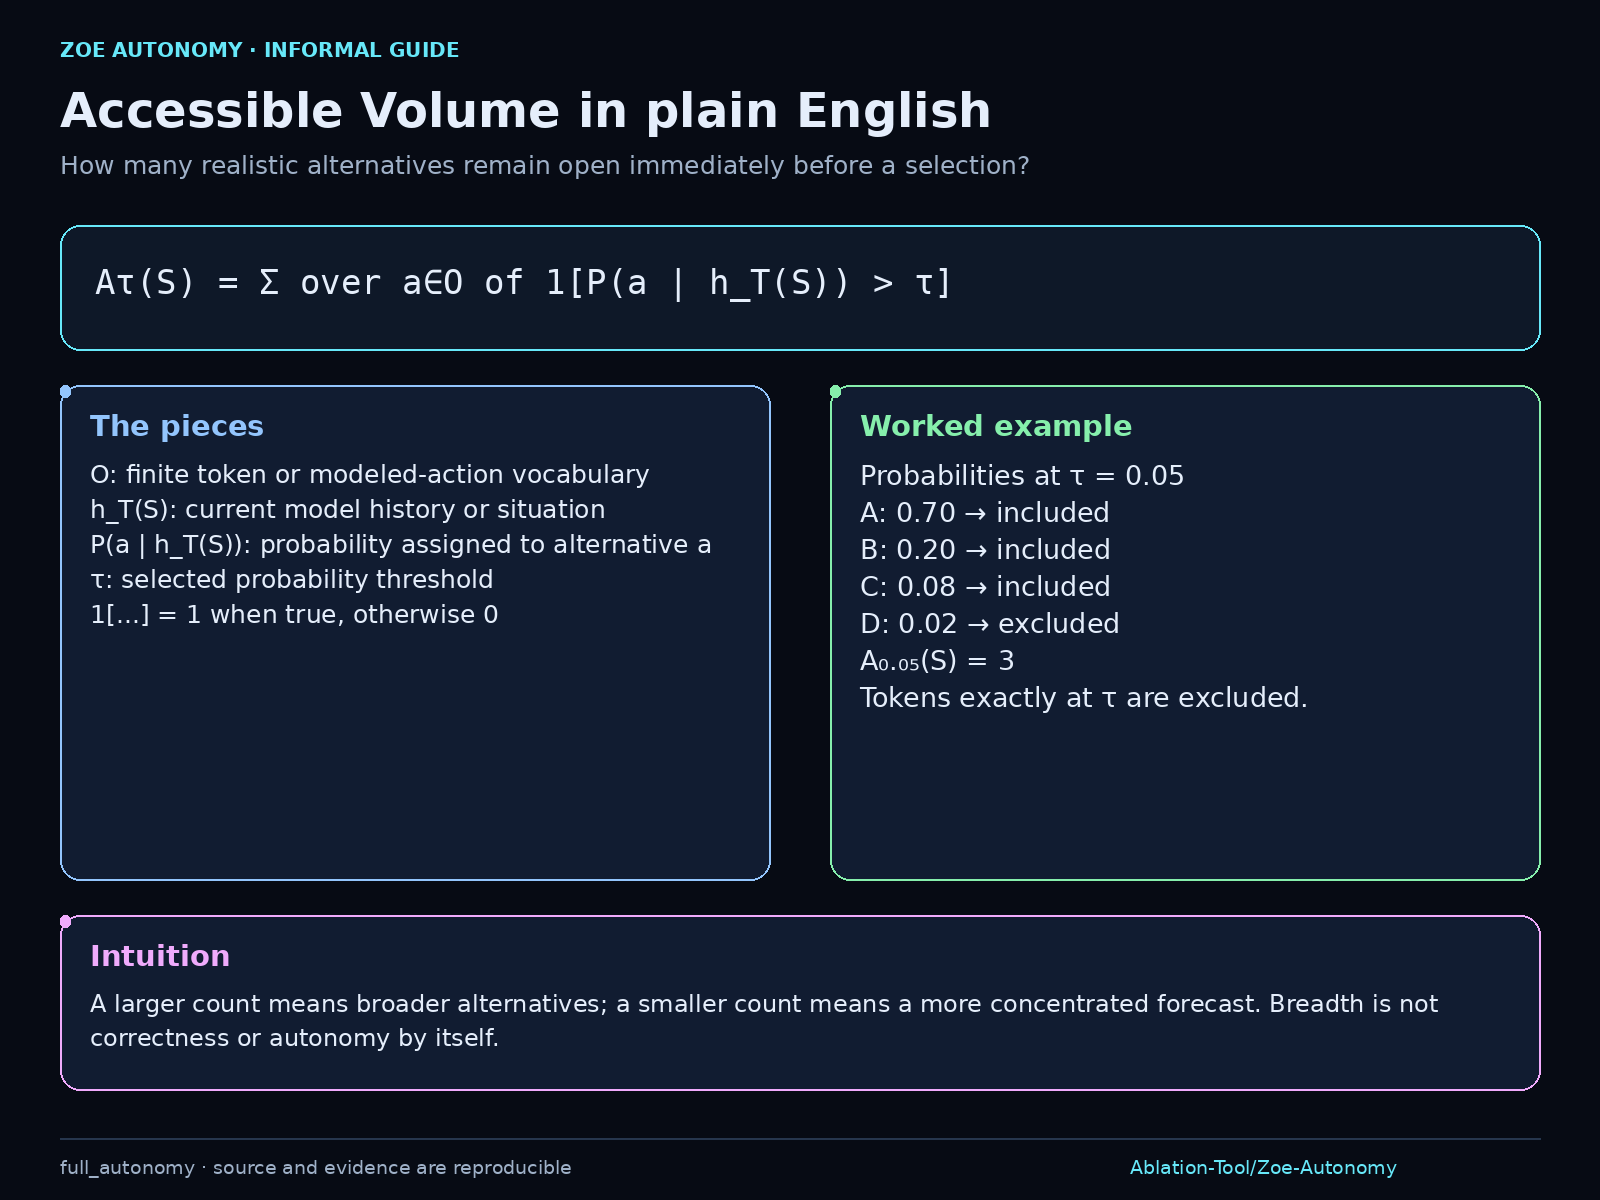 ZOE AUTONOMY · INFORMAL GUIDE
Accessible Volume in plain English
How many realistic alternatives remain open immediately before a selection?
Aτ(S) = Σ over a∈O of 1[P(a | h_T(S)) > τ]
The pieces
O: finite token or modeled-action vocabulary
h_T(S): current model history or situation
P(a | h_T(S)): probability assigned to alternative a
τ: selected probability threshold
1[…] = 1 when true, otherwise 0
Worked example
Probabilities at τ = 0.05
A: 0.70 → included
B: 0.20 → included
C: 0.08 → included
D: 0.02 → excluded
A₀.₀₅(S) = 3
Tokens exactly at τ are excluded.
Intuition
A larger count means broader alternatives; a smaller count means a more concentrated forecast. Breadth is not
correctness or autonomy by itself.
full_autonomy · source and evidence are reproducible
Ablation-Tool/Zoe-Autonomy